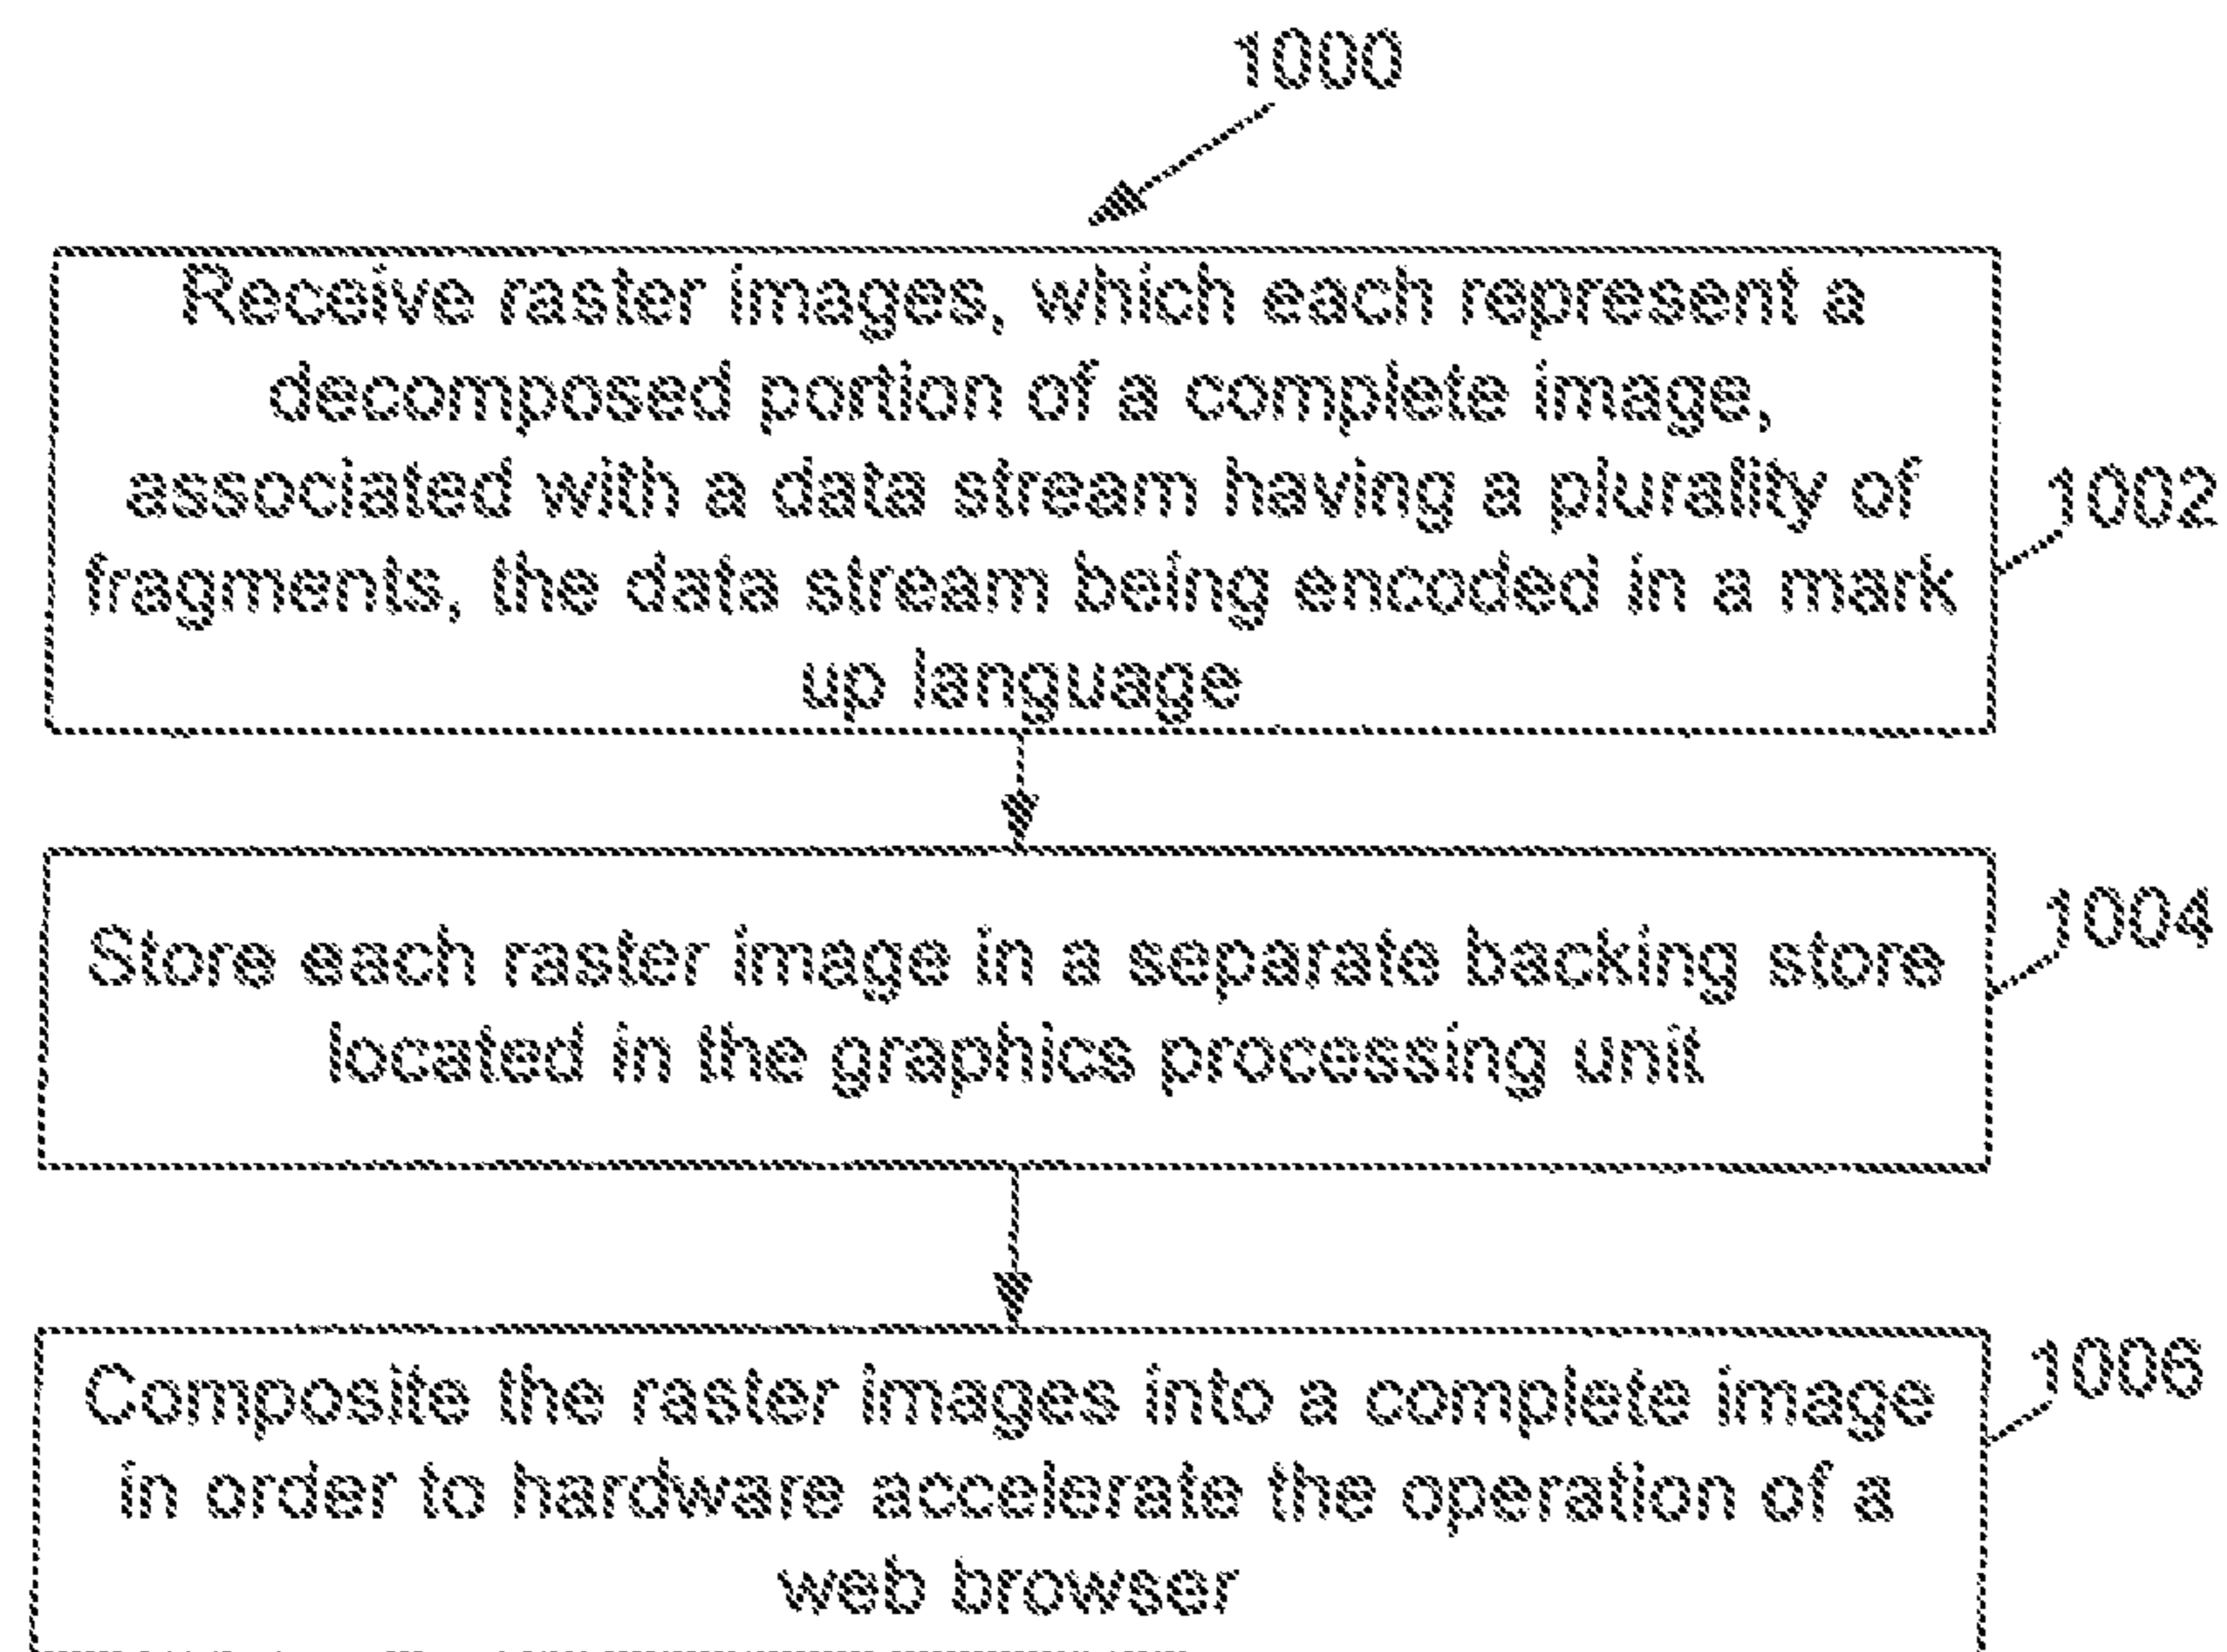 1000
Receive raster images, which each represent a
decomposed portion of a complete image,
associated with a data stream having a plurality of
fragments, the data stream being encoded in a mark
up language
1002
Store each raster image in a separate backing store
located in the graphics processing unit
1004
Composite the raster images into a complete image
in order to hardware accelerate the operation of a
web browser
1006